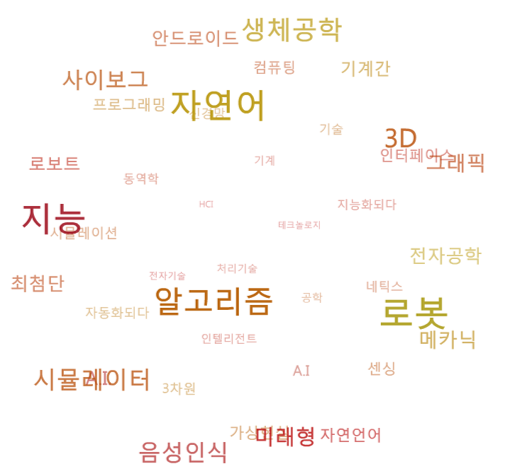 생체공학
안드로이드
컴퓨팅
기계간
사이보그
프로그래밍
자연어
신경망
기술
3D
인터페이스
그래픽
로보트
기계
동역학
HCI
지능화되다
지능
시뮬레이션
테크놀로지
전자공학
처리기술
전자기술
최첨단
네틱스
알고리즘
공학
로봇
자동화되다
인텔리전트
메카닉
A.I
센싱
시뮬레이터
A.I
3차원
미래형
자연언어
음성인식